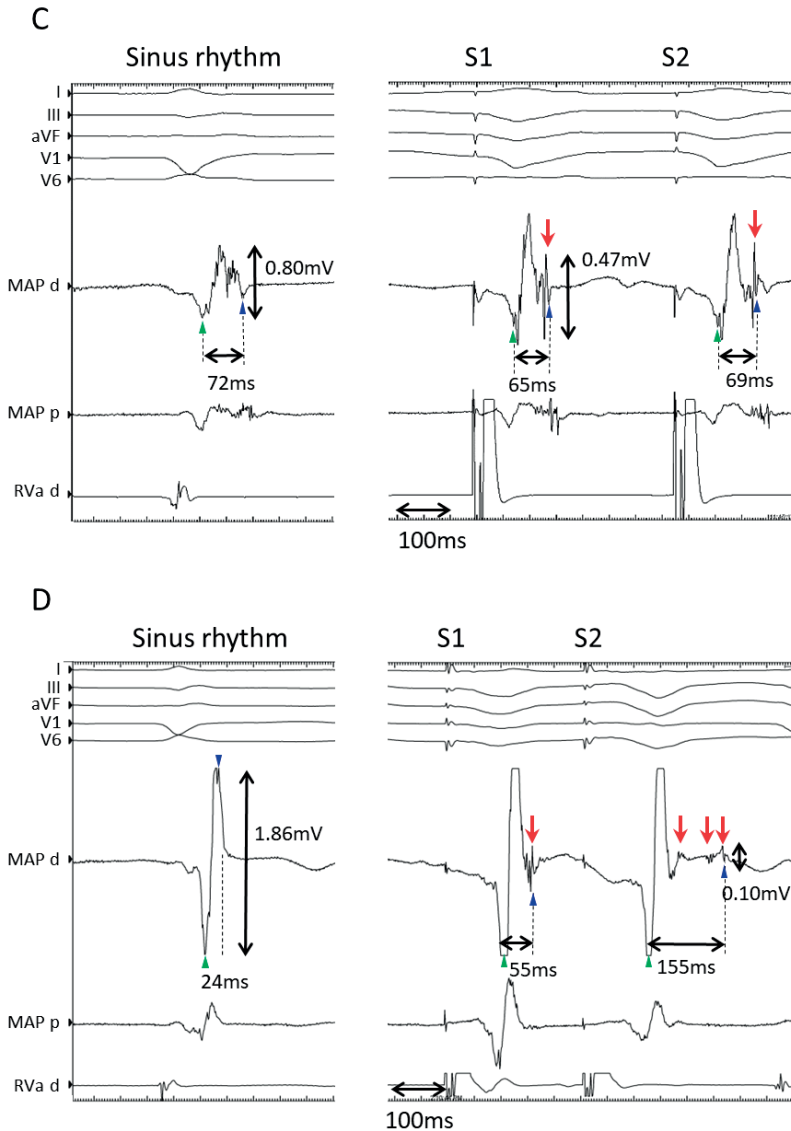 C
Sinus rhythm S1 S2
I
III
aVF
V1
V6
0.80mV 0.47mV
MAP d
72ms 65ms 69ms
MAP p
RVa d
100ms
D
Sinus rhythm S1 S2
I
III
aVF
V1
V6
1.86mV
MAP d
0.10mV
24ms 55ms 155ms
MAP p
RVa d
100ms